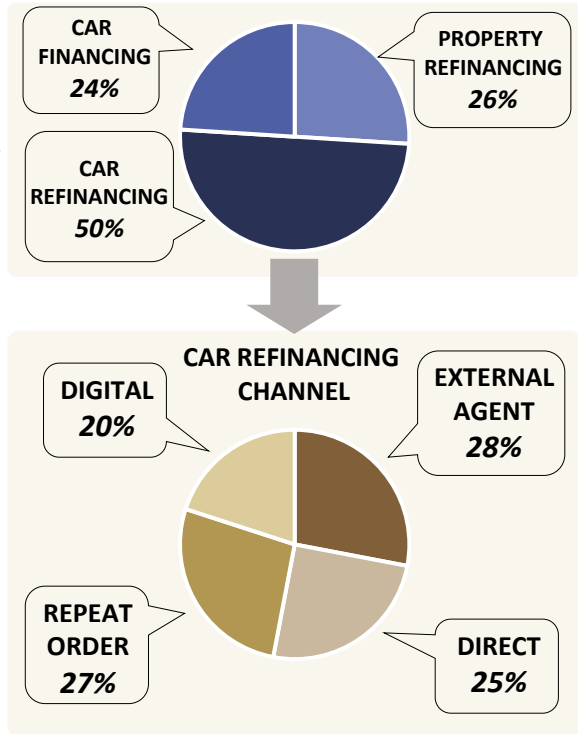 CAR
FINANCING
24%
PROPERTY
REFINANCING
26%
CAR
REFINANCING
50%
CAR REFINANCING
CHANNEL
DIGITAL
20%
EXTERNAL
AGENT
28%
REPEAT
ORDER
27%
DIRECT
25%